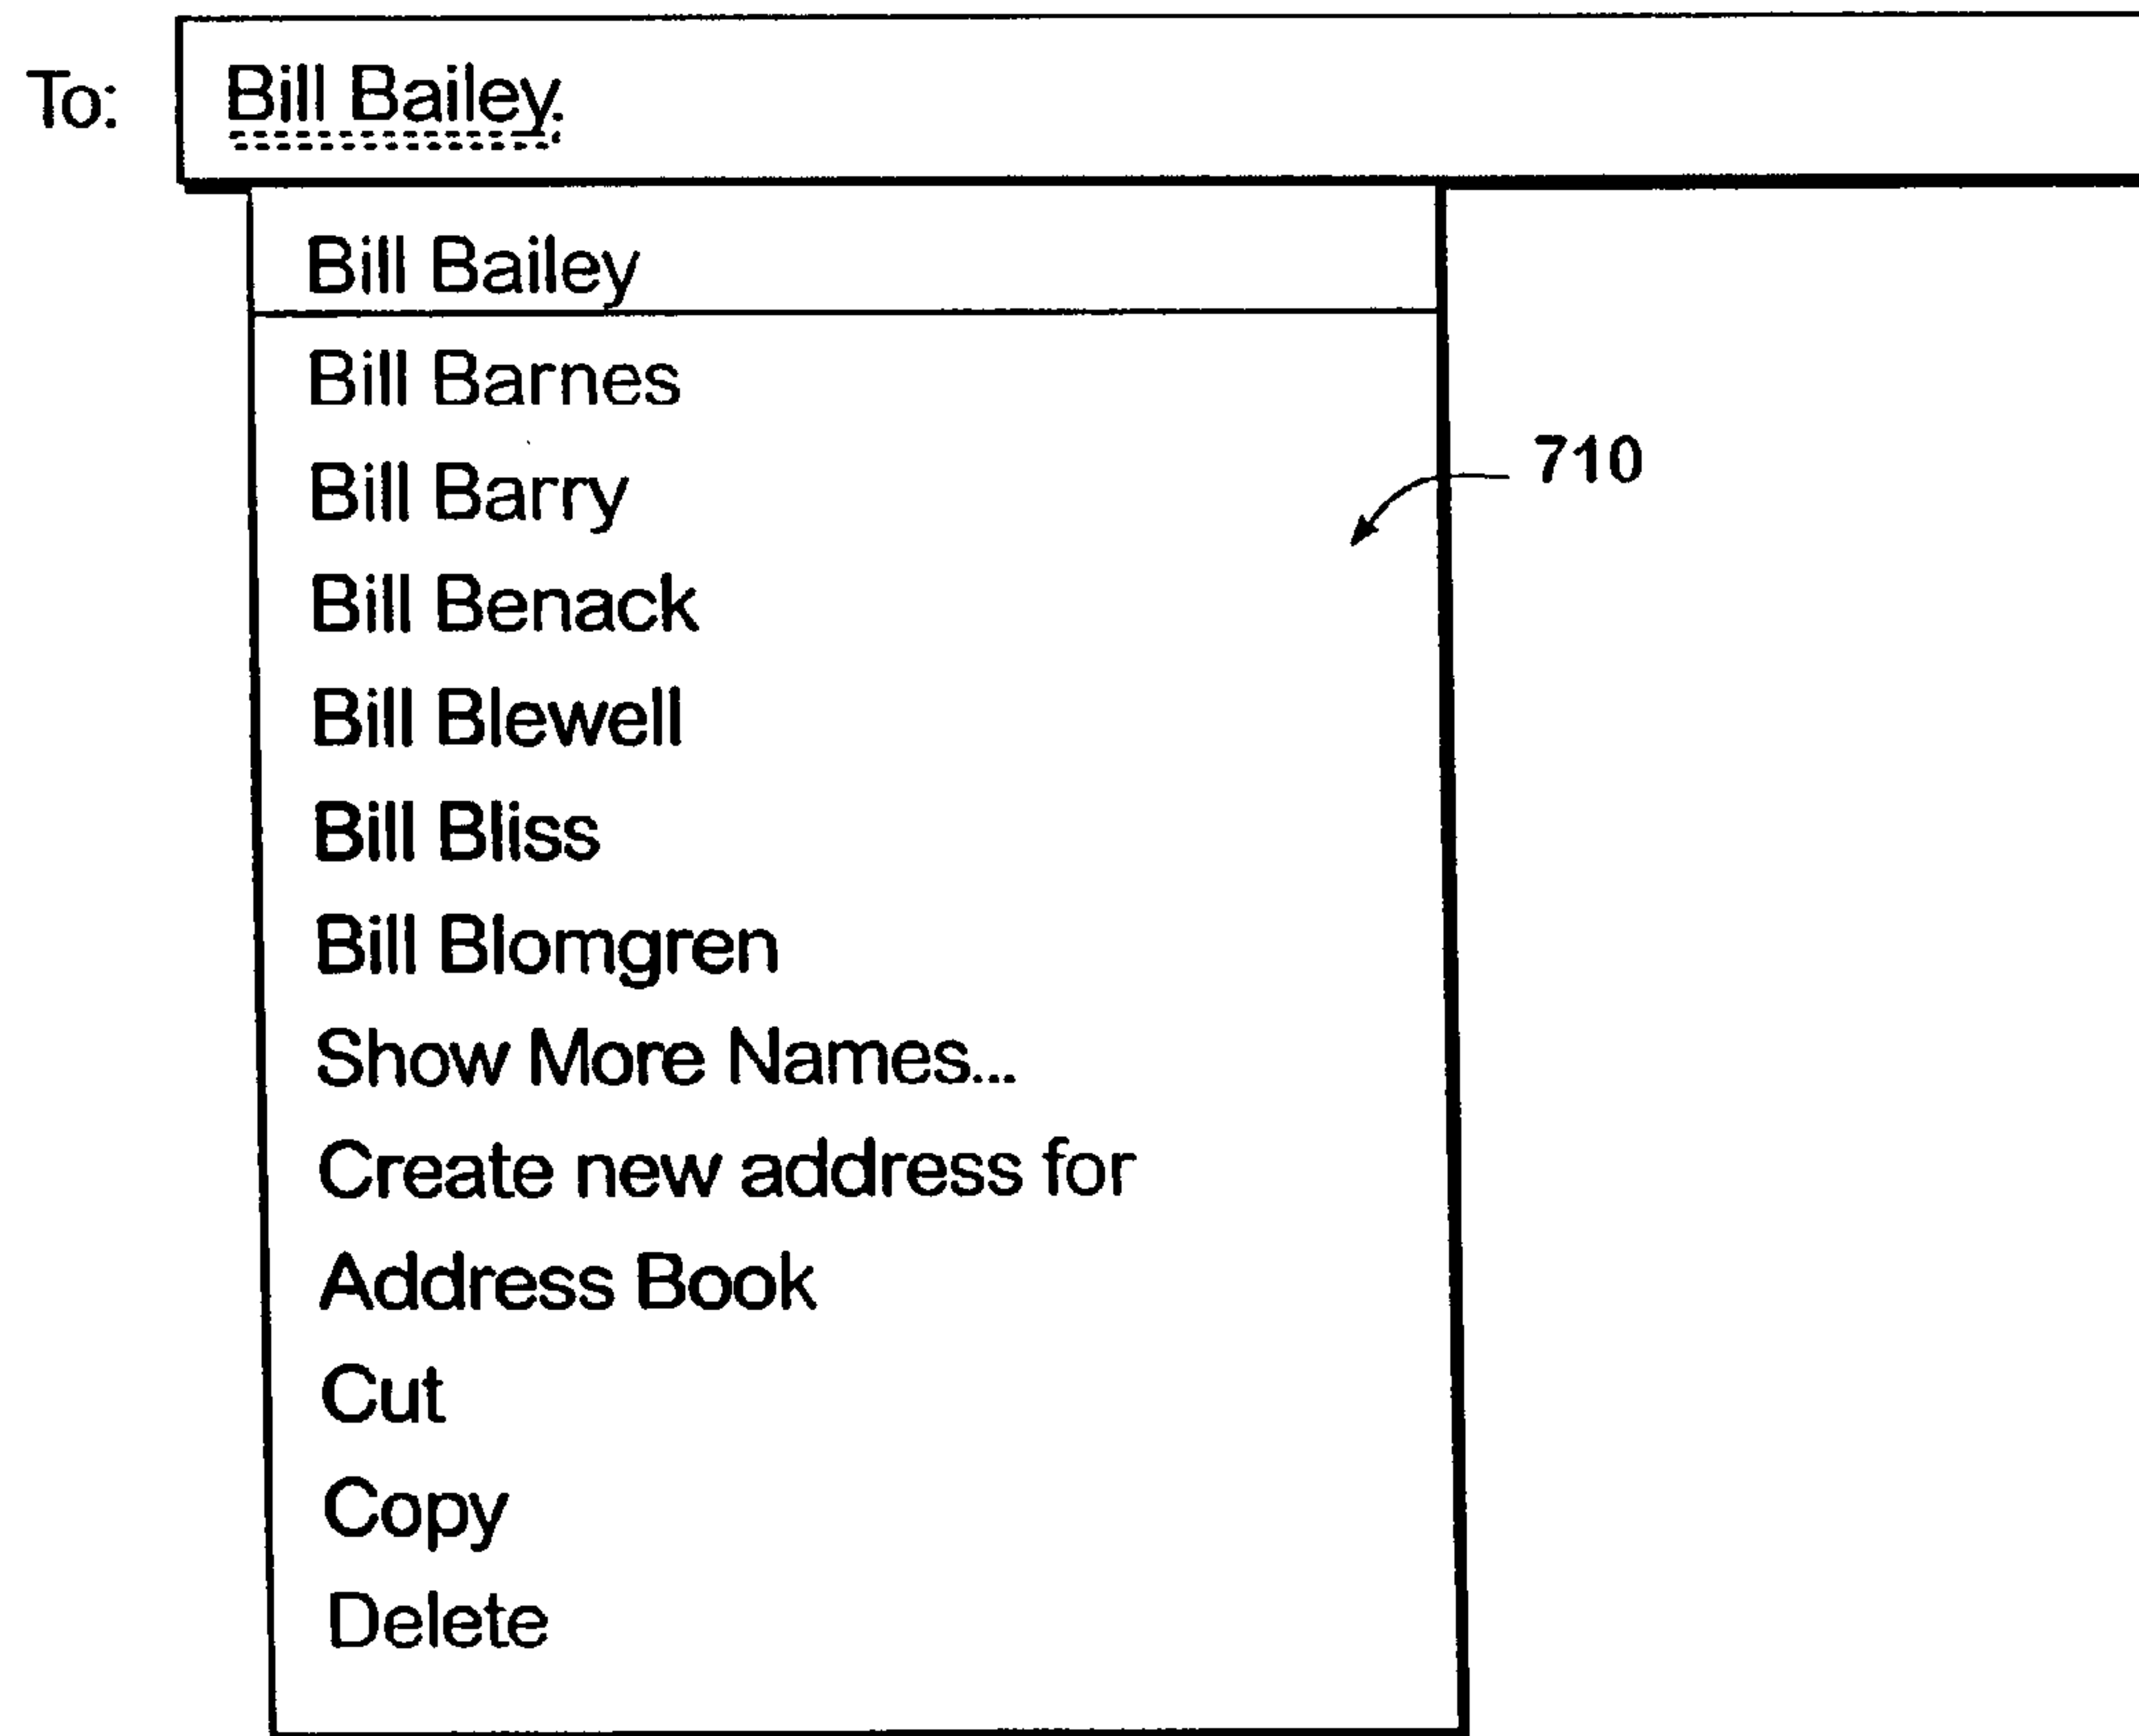 To: Bill Bailey
Bill Bailey
Bill Barnes
Bill Barry
710
Bill Benack
Bill Blewell
Bill Bliss
Bill Blomgren
Show More Names...
Create new address for
Address Book
Cut
Copy
Delete